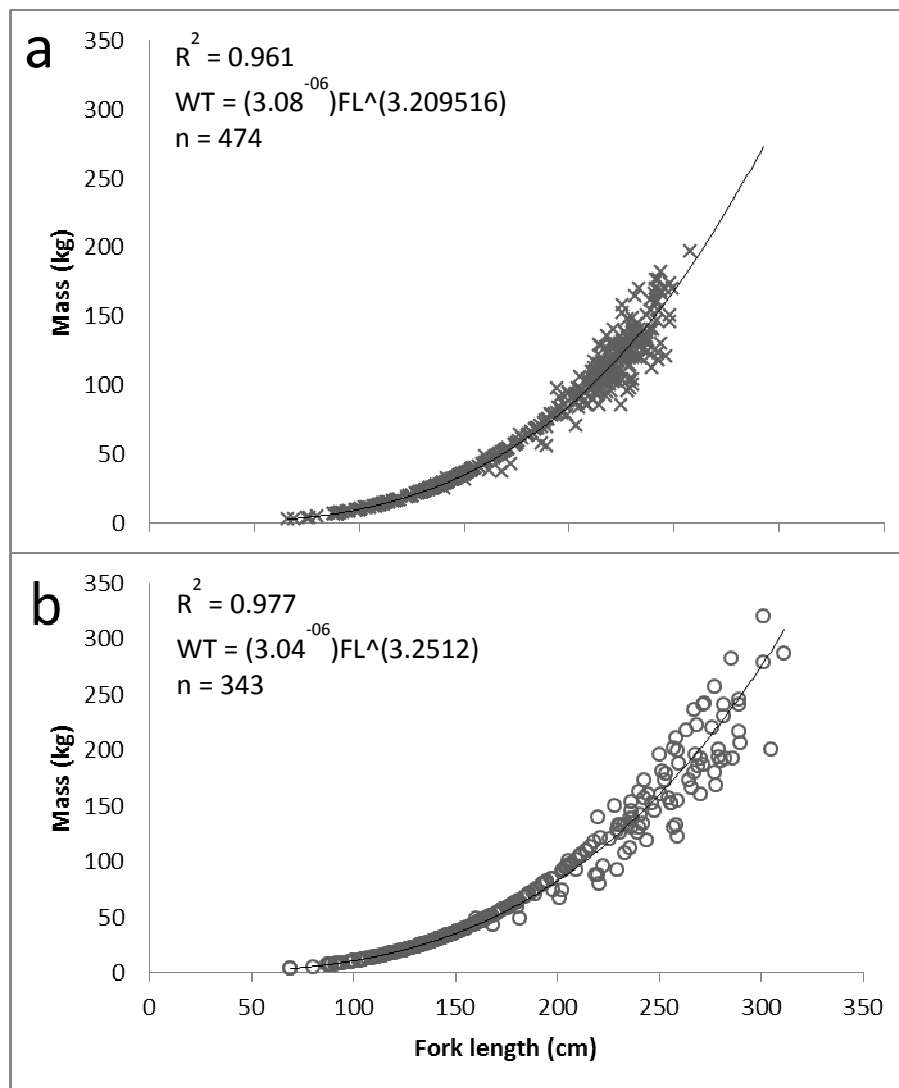 a
R² = 0.961
WT = (3.08⁻⁰⁶)FL^(3.209516)
n = 474
350
300
250
200
150
100
50
0
Mass (kg)
b
R² = 0.977
WT = (3.04⁻⁰⁶)FL^(3.2512)
n = 343
350
300
250
200
150
100
50
0
Mass (kg)
0 50 100 150 200 250 300 350
Fork length (cm)